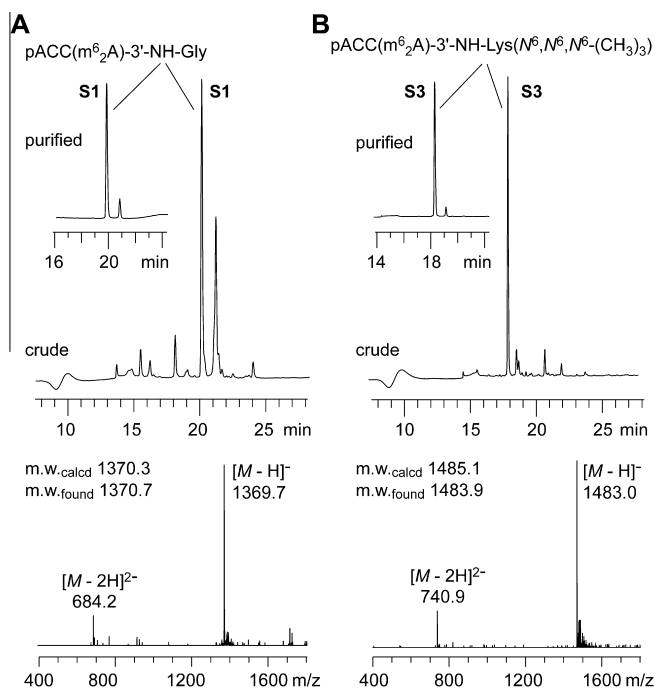 A
pACC(m⁶₂A)-3'-NH-Gly
S1
S1
purified
16 20 min
crude
10 15 20 25 min
m.w.calcd 1370.3
m.w.found 1370.7
[M - H]⁻
1369.7
[M - 2H]²⁻
684.2
400 800 1200 1600 m/z
B
pACC(m⁶₂A)-3'-NH-Lys(N⁶,N⁶,N⁶-(CH₃)₃)
S3
S3
purified
14 18 min
crude
10 15 20 25 min
m.w.calcd 1485.1
m.w.found 1483.9
[M - H]⁻
1483.0
[M - 2H]²⁻
740.9
400 800 1200 1600 m/z